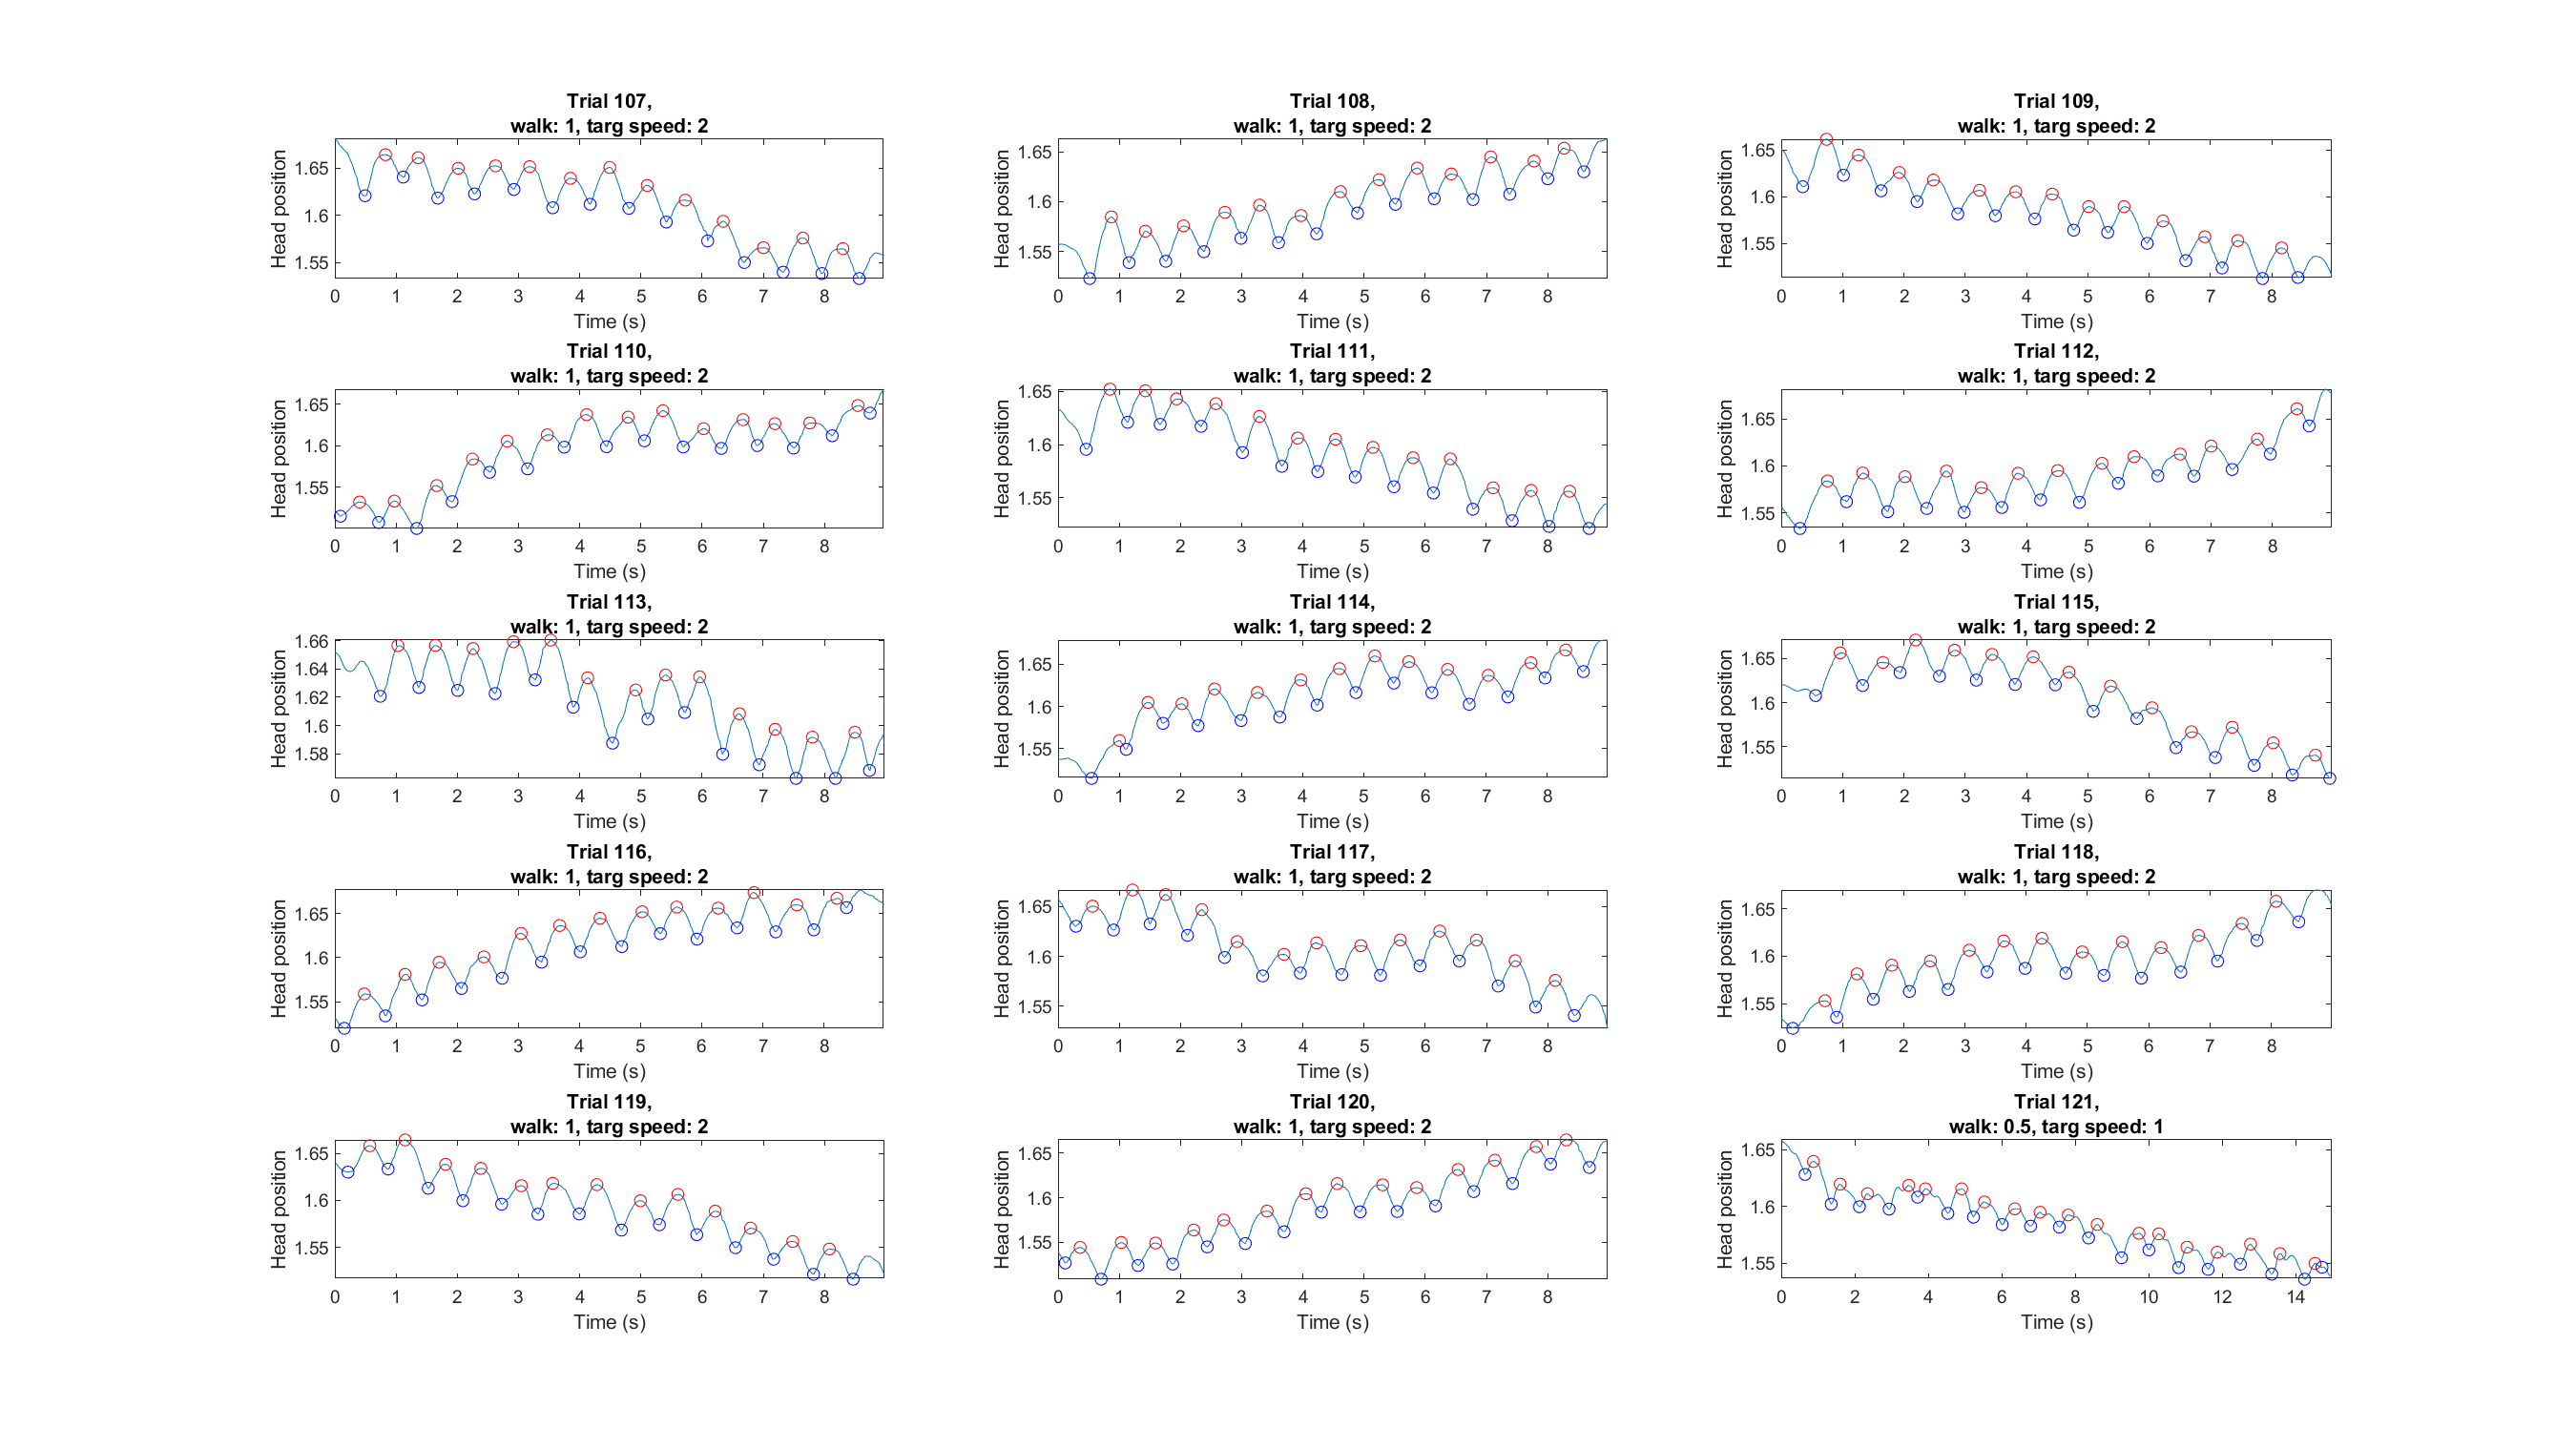 Trial 107,
walk: 1, targ speed: 2
Head position
1.65
1.6
1.55
0 1 2 3 4 5 6 7 8
Time (s)
Trial 108,
walk: 1, targ speed: 2
Head position
1.65
1.6
1.55
0 1 2 3 4 5 6 7 8
Time (s)
Trial 109,
walk: 1, targ speed: 2
Head position
1.65
1.6
1.55
0 1 2 3 4 5 6 7 8
Time (s)
Trial 110,
walk: 1, targ speed: 2
Head position
1.65
1.6
1.55
0 1 2 3 4 5 6 7 8
Time (s)
Trial 111,
walk: 1, targ speed: 2
Head position
1.65
1.6
1.55
0 1 2 3 4 5 6 7 8
Time (s)
Trial 112,
walk: 1, targ speed: 2
Head position
1.65
1.6
1.55
0 1 2 3 4 5 6 7 8
Time (s)
Trial 113,
walk: 1, targ speed: 2
Head position
1.66
1.64
1.62
1.6
1.58
0 1 2 3 4 5 6 7 8
Time (s)
Trial 114,
walk: 1, targ speed: 2
Head position
1.65
1.6
1.55
0 1 2 3 4 5 6 7 8
Time (s)
Trial 115,
walk: 1, targ speed: 2
Head position
1.65
1.6
1.55
0 1 2 3 4 5 6 7 8
Time (s)
Trial 116,
walk: 1, targ speed: 2
Head position
1.65
1.6
1.55
0 1 2 3 4 5 6 7 8
Time (s)
Trial 117,
walk: 1, targ speed: 2
Head position
1.65
1.6
1.55
0 1 2 3 4 5 6 7 8
Time (s)
Trial 118,
walk: 1, targ speed: 2
Head position
1.65
1.6
1.55
0 1 2 3 4 5 6 7 8
Time (s)
Trial 119,
walk: 1, targ speed: 2
Head position
1.65
1.6
1.55
0 1 2 3 4 5 6 7 8
Time (s)
Trial 120,
walk: 1, targ speed: 2
Head position
1.65
1.6
1.55
0 1 2 3 4 5 6 7 8
Time (s)
Trial 121,
walk: 0.5, targ speed: 1
Head position
1.65
1.6
1.55
0 2 4 6 8 10 12 14
Time (s)